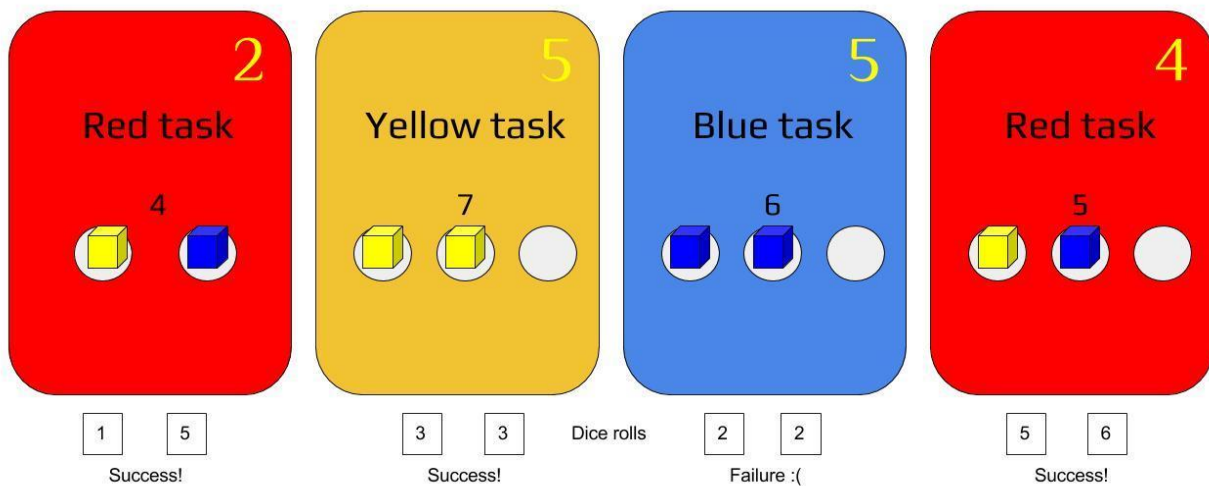 2
Red task
4
5
Yellow task
7
5
Blue task
6
4
Red task
5
1 5
3 3
Dice rolls
2 2
5 6
Success!
Success!
Failure :(
Success!